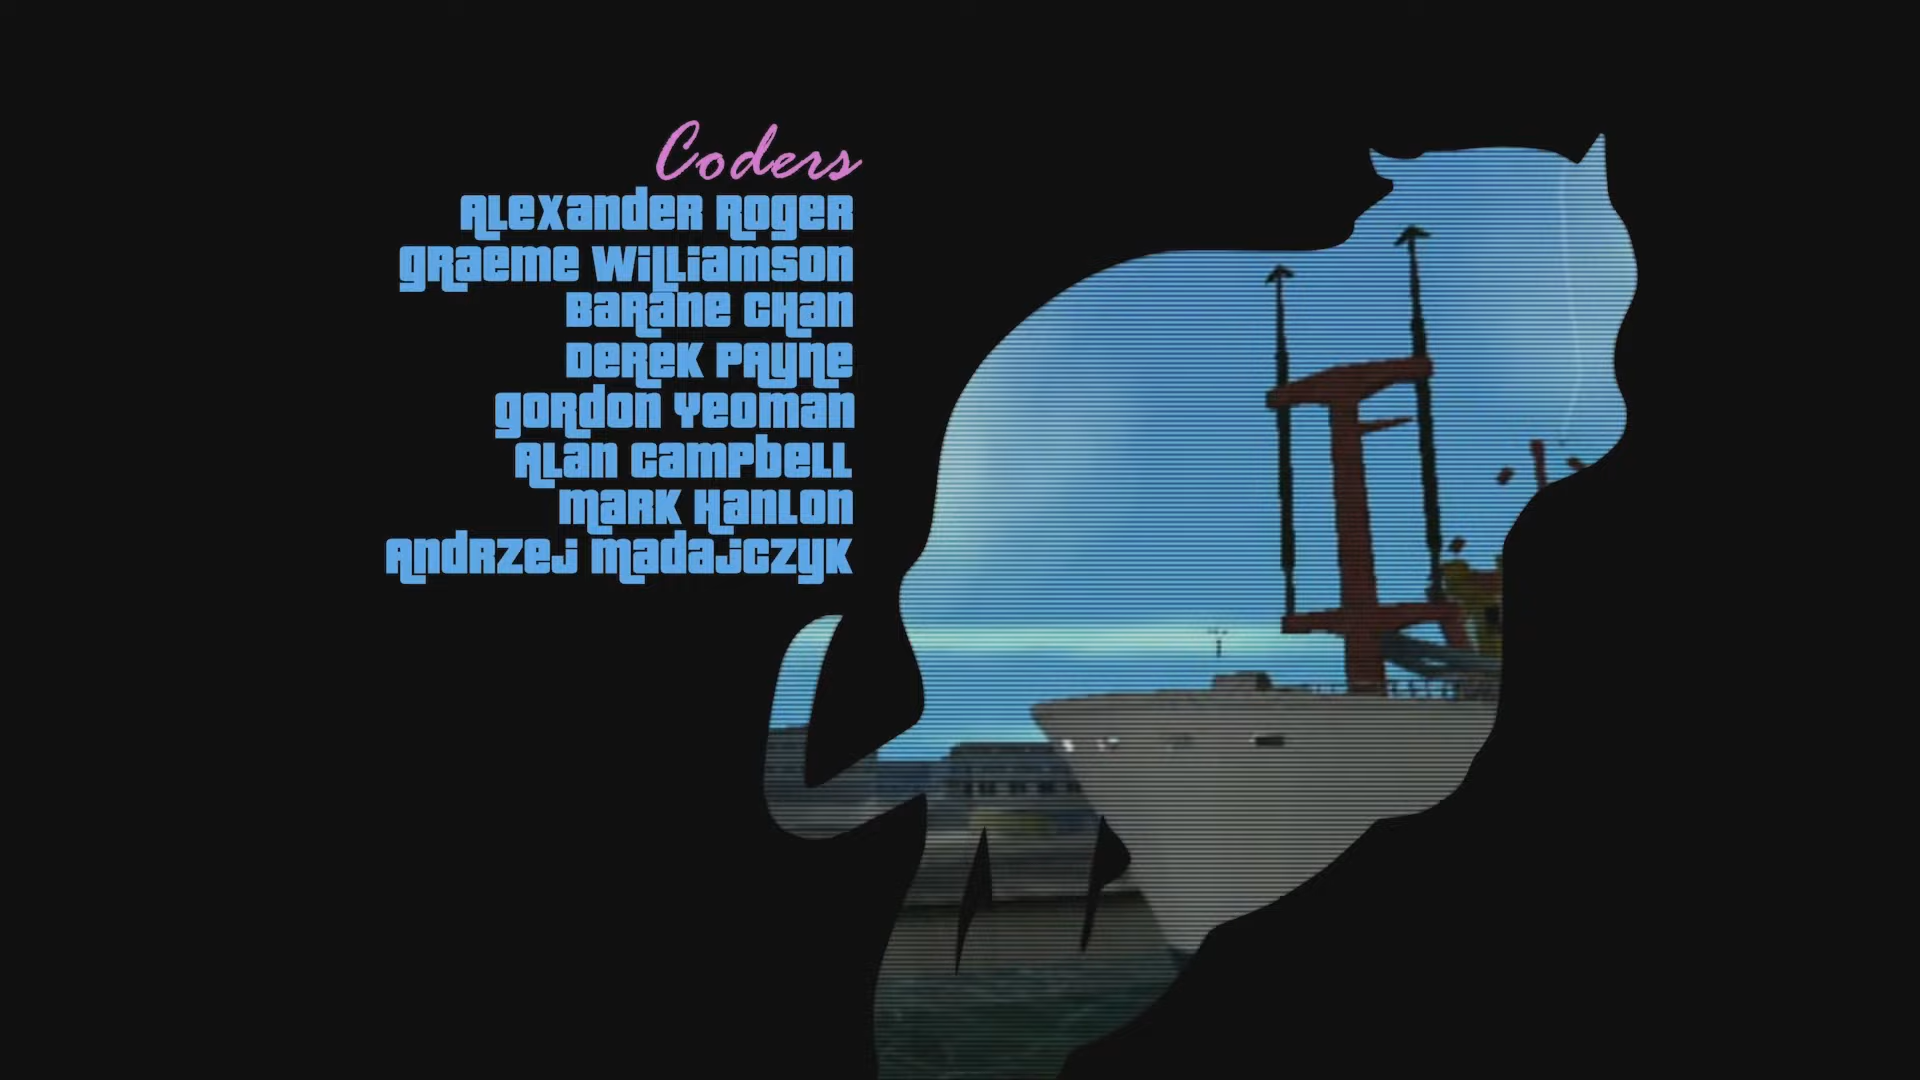 Coders
ALEXANDER ROGER
GRAEME WILLIAMSON
BARANE CHAN
DEREK PAYNE
GORDON YEOMAN
ALAN CAMPBELL
MARK HANLON
ANDRZEJ MADAJCZYK